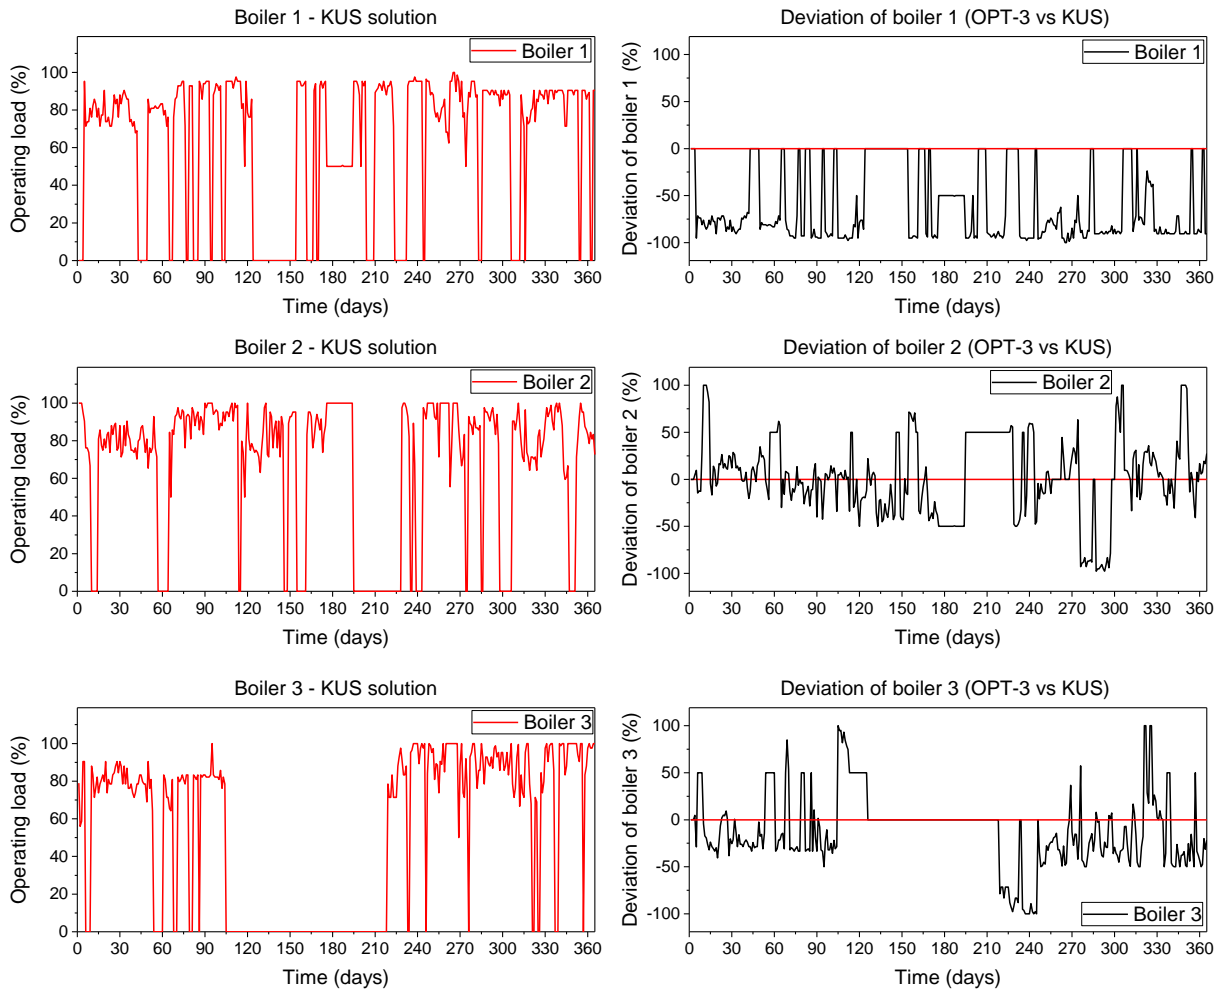 Boiler 1 - KUS solution
Boiler 1
Operating load (%)
100
80
60
40
20
0
0 30 60 90 120 150 180 210 240 270 300 330 360
Time (days)
Deviation of boiler 1 (OPT-3 vs KUS)
Boiler 1
Deviation of boiler 1 (%)
100
50
0
-50
-100
0 30 60 90 120 150 180 210 240 270 300 330 360
Time (days)
Boiler 2 - KUS solution
Boiler 2
Operating load (%)
100
80
60
40
20
0
0 30 60 90 120 150 180 210 240 270 300 330 360
Time (days)
Deviation of boiler 2 (OPT-3 vs KUS)
Boiler 2
Deviation of boiler 2 (%)
100
50
0
-50
-100
0 30 60 90 120 150 180 210 240 270 300 330 360
Time (days)
Boiler 3 - KUS solution
Boiler 3
Operating load (%)
100
80
60
40
20
0
0 30 60 90 120 150 180 210 240 270 300 330 360
Time (days)
Deviation of boiler 3 (OPT-3 vs KUS)
Boiler 3
Deviation of boiler 3 (%)
100
50
0
-50
-100
0 30 60 90 120 150 180 210 240 270 300 330 360
Time (days)